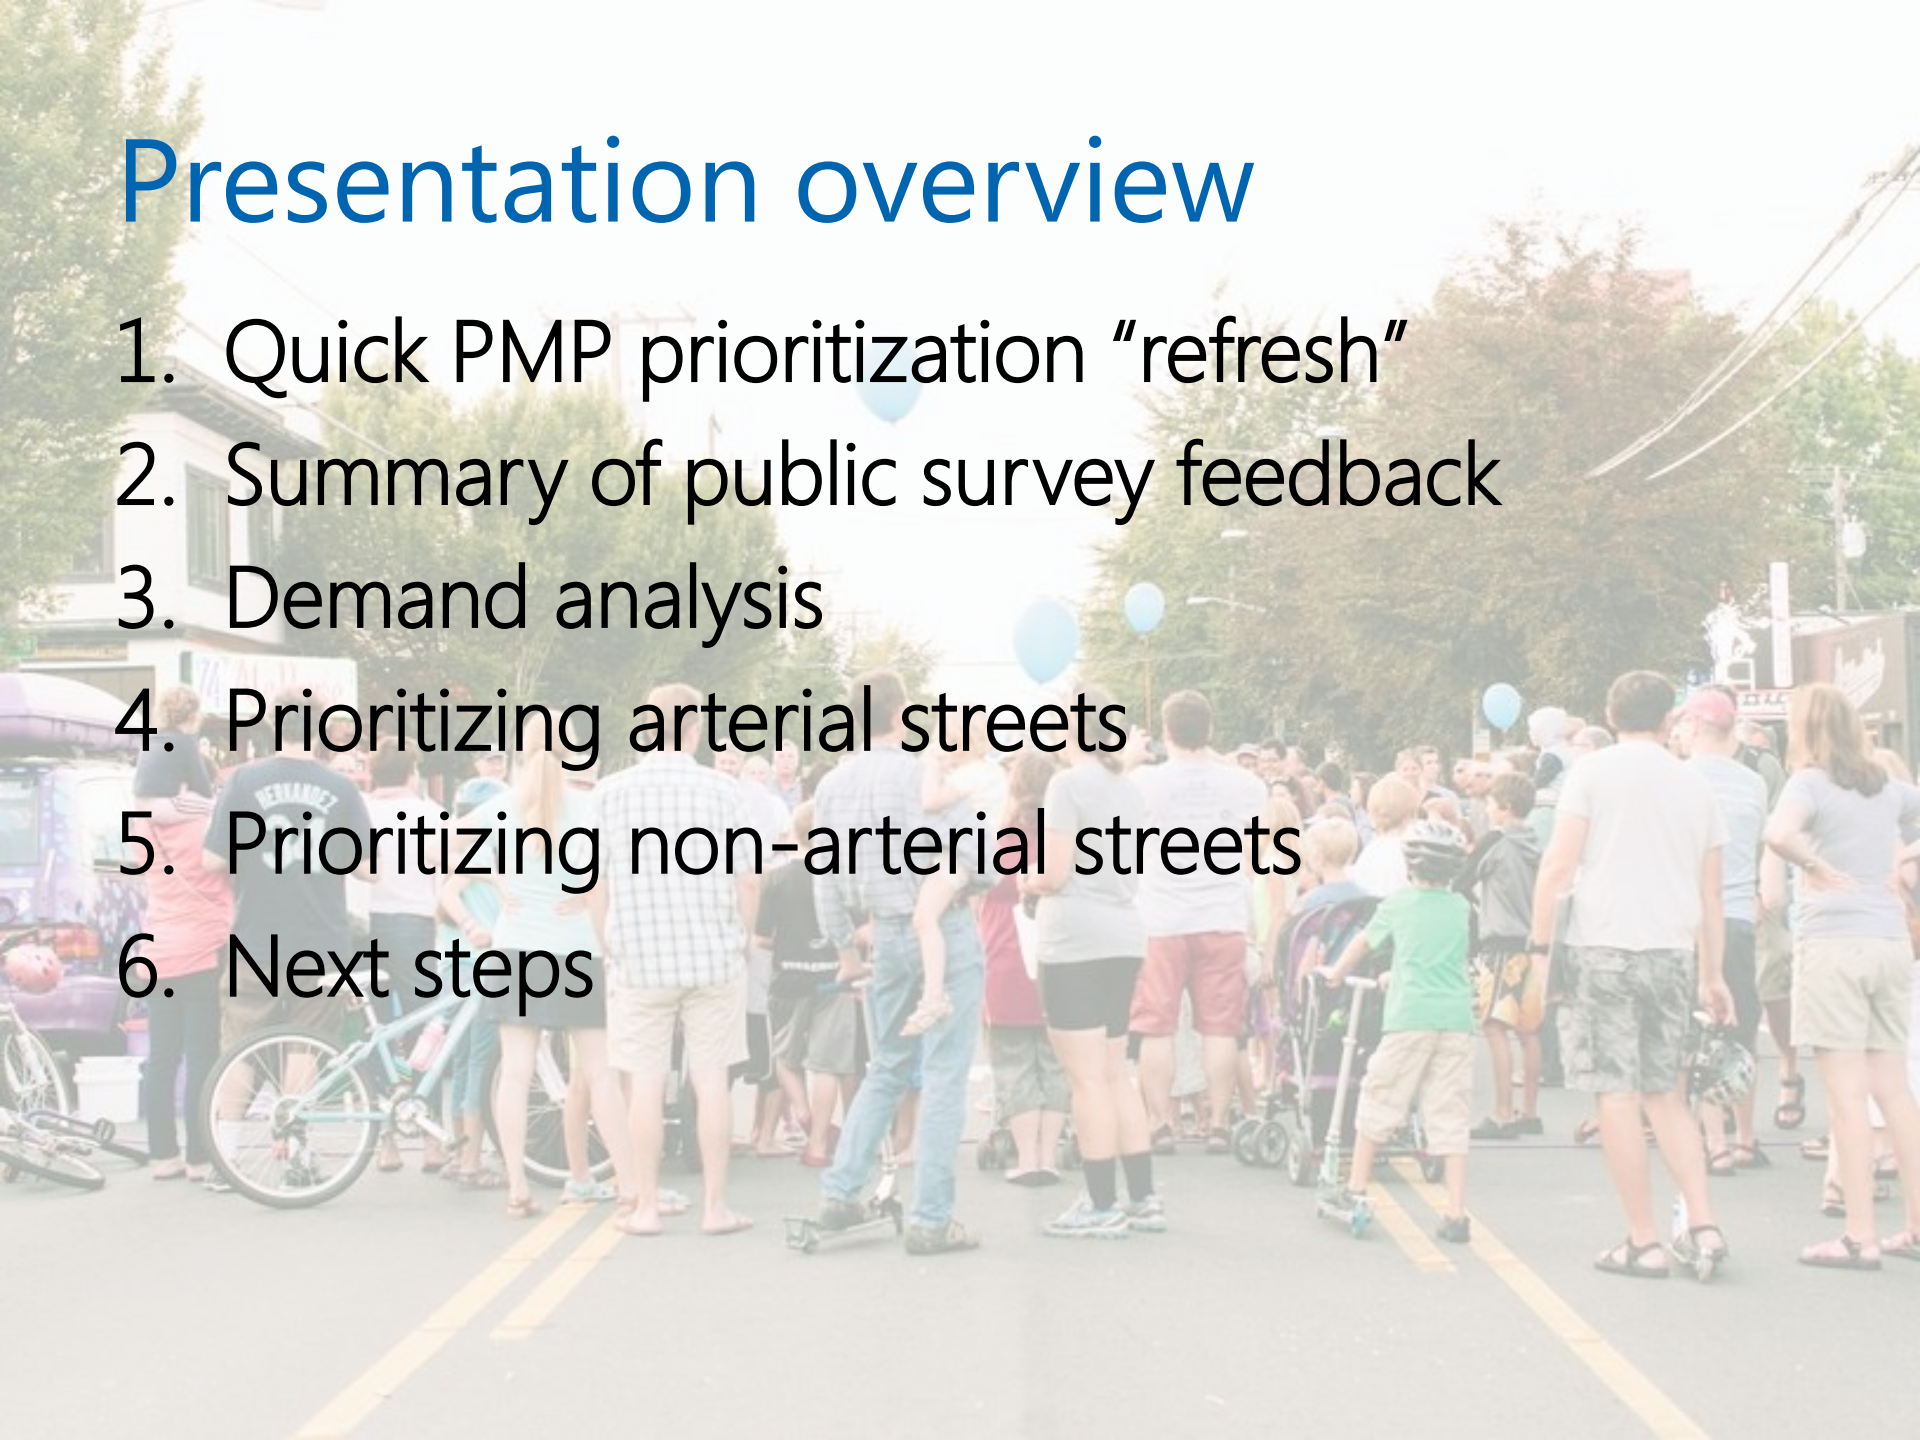 Presentation overview
1. Quick PMP prioritization “refresh”
2. Summary of public survey feedback
3. Demand analysis
4. Prioritizing arterial streets
5. Prioritizing non-arterial streets
6. Next steps
HERNANDEZ